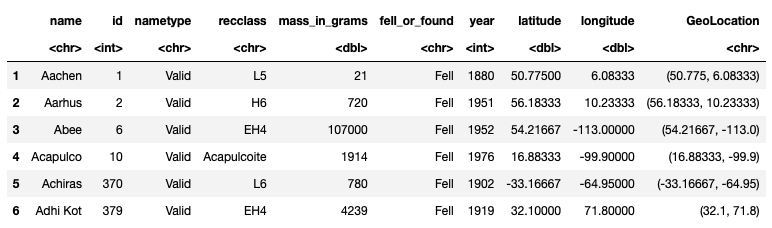 name id nametype recclass mass_in_grams fell_or_found year latitude longitude GeoLocation
<chr> <int> <chr> <chr> <dbl> <chr> <int> <dbl> <dbl> <chr>
1 Aachen 1 Valid L5 21 Fell 1880 50.77500 6.08333 (50.775, 6.08333)
2 Aarhus 2 Valid H6 720 Fell 1951 56.18333 10.23333 (56.18333, 10.23333)
3 Abee 6 Valid EH4 107000 Fell 1952 54.21667 -113.00000 (54.21667, -113.0)
4 Acapulco 10 Valid Acapulcoite 1914 Fell 1976 16.88333 -99.90000 (16.88333, -99.9)
5 Achiras 370 Valid L6 780 Fell 1902 -33.16667 -64.95000 (-33.16667, -64.95)
6 Adhi Kot 379 Valid EH4 4239 Fell 1919 32.10000 71.80000 (32.1, 71.8)